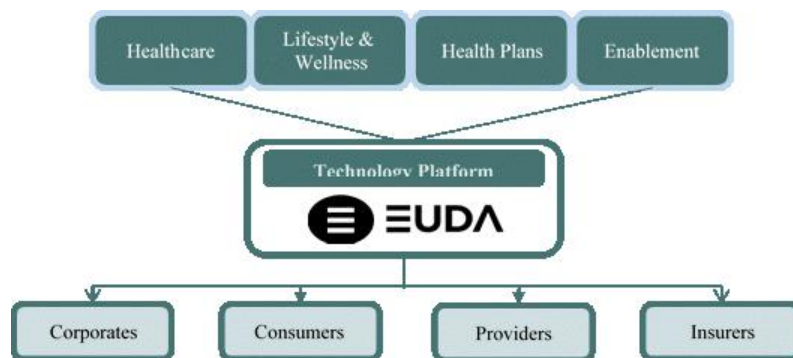 Healthcare
Lifestyle &
Wellness
Health Plans
Enablement
Technology Platform
EUDA
Corporates
Consumers
Providers
Insurers